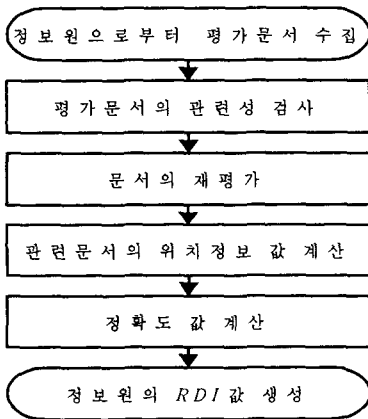 정보원으로부터 평가문서 수집
평가문서의 관련성 검사
문서의 재평가
관련문서의 위치정보 값 계산
정확도 값 계산
정보원의 RDI값 생성